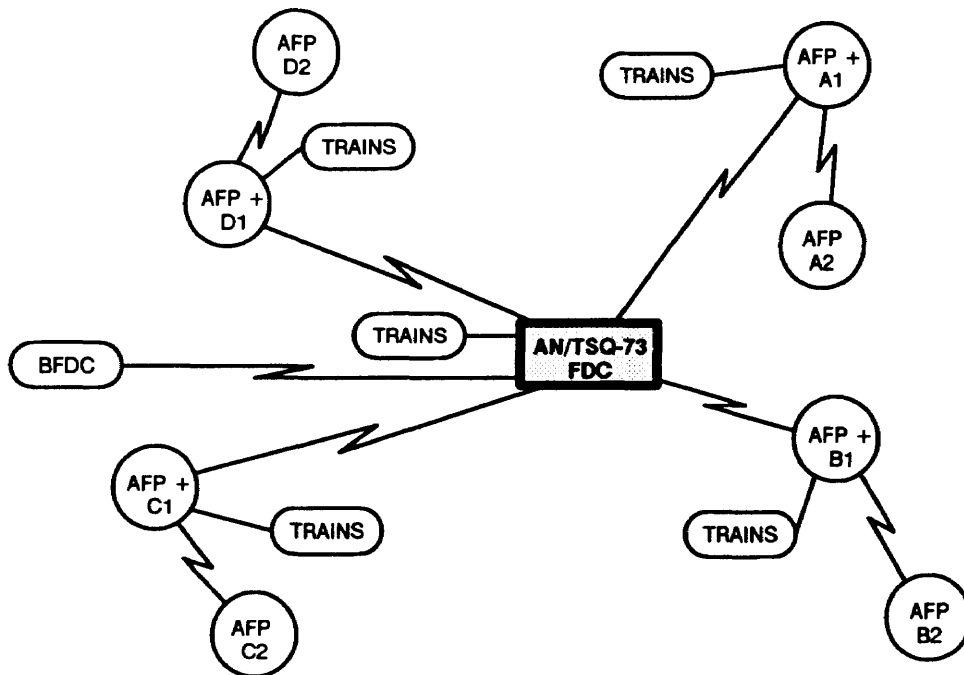 AFP
D2
TRAINS
AFP +
A1
TRAINS
AFP +
D1
AFP
A2
TRAINS
AN/TSQ-73
FDC
BFDC
AFP +
B1
AFP +
C1
TRAINS
TRAINS
AFP
B2
AFP
C2